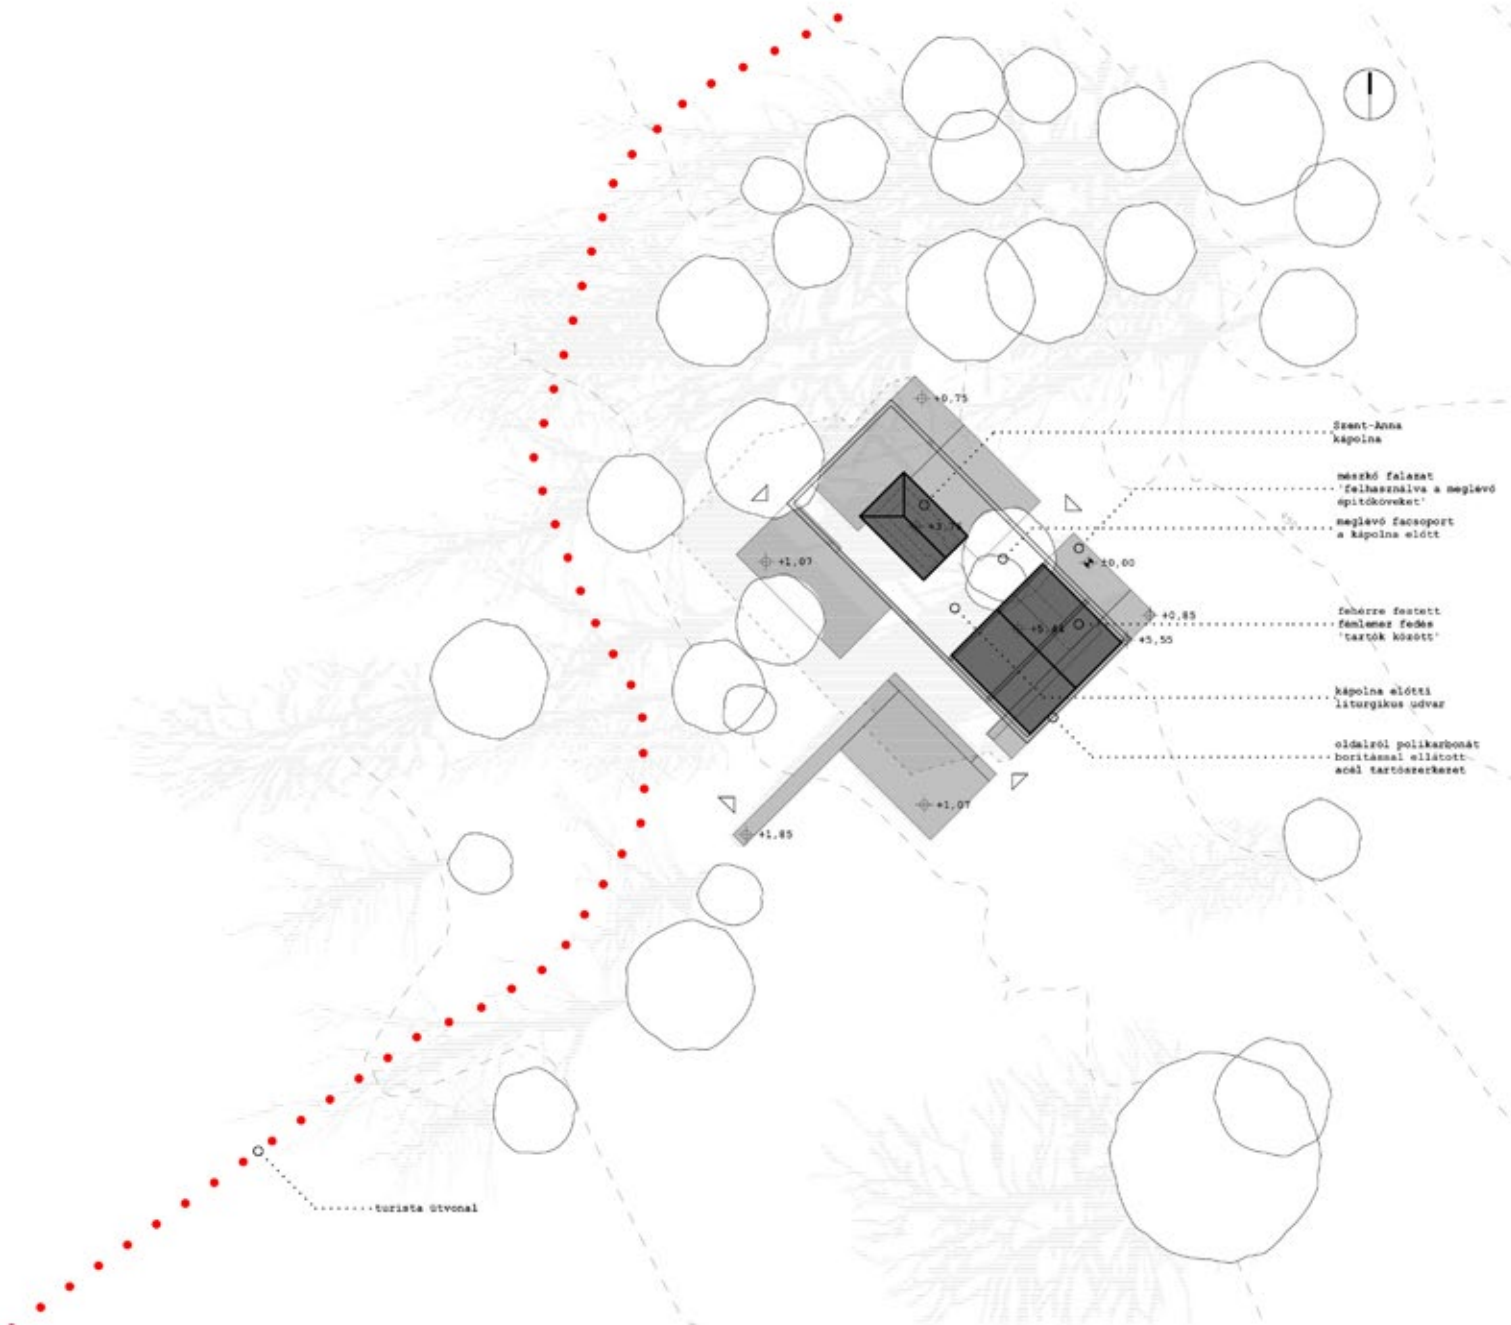 +0,75
Szent-Anna
kápolna
mészkő falazat
'felhasználva a meglévő
építőköveket'
meglévő facsoport
a kápolna előtt
±0,00
+1,07
+0,85
+5,55
fehérre festett
fémlemez fedés
'tartók között'
kápolna előtti
liturgikus udvar
oldalról polikarbonát
borítással ellátott
acél tartószerkezet
+1,07
+1,85
turista útvonal